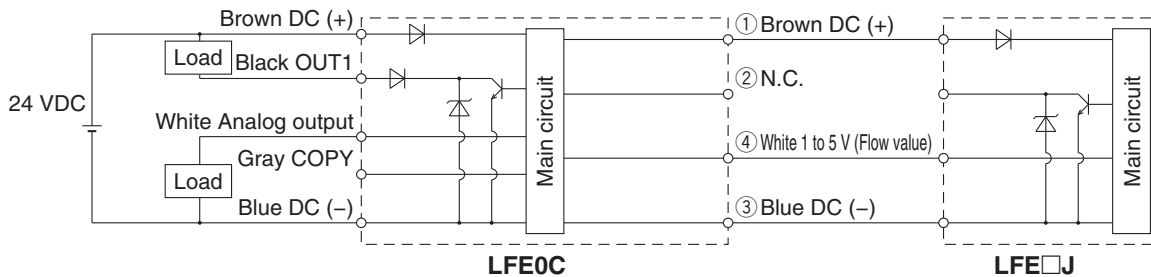 Brown DC (+)
Load
Black OUT1
24 VDC
White Analog output
Gray COPY
Load
Blue DC (−)
Main circuit
LFE0C
① Brown DC (+)
② N.C.
④ White 1 to 5 V (Flow value)
③ Blue DC (−)
Main circuit
LFE□J